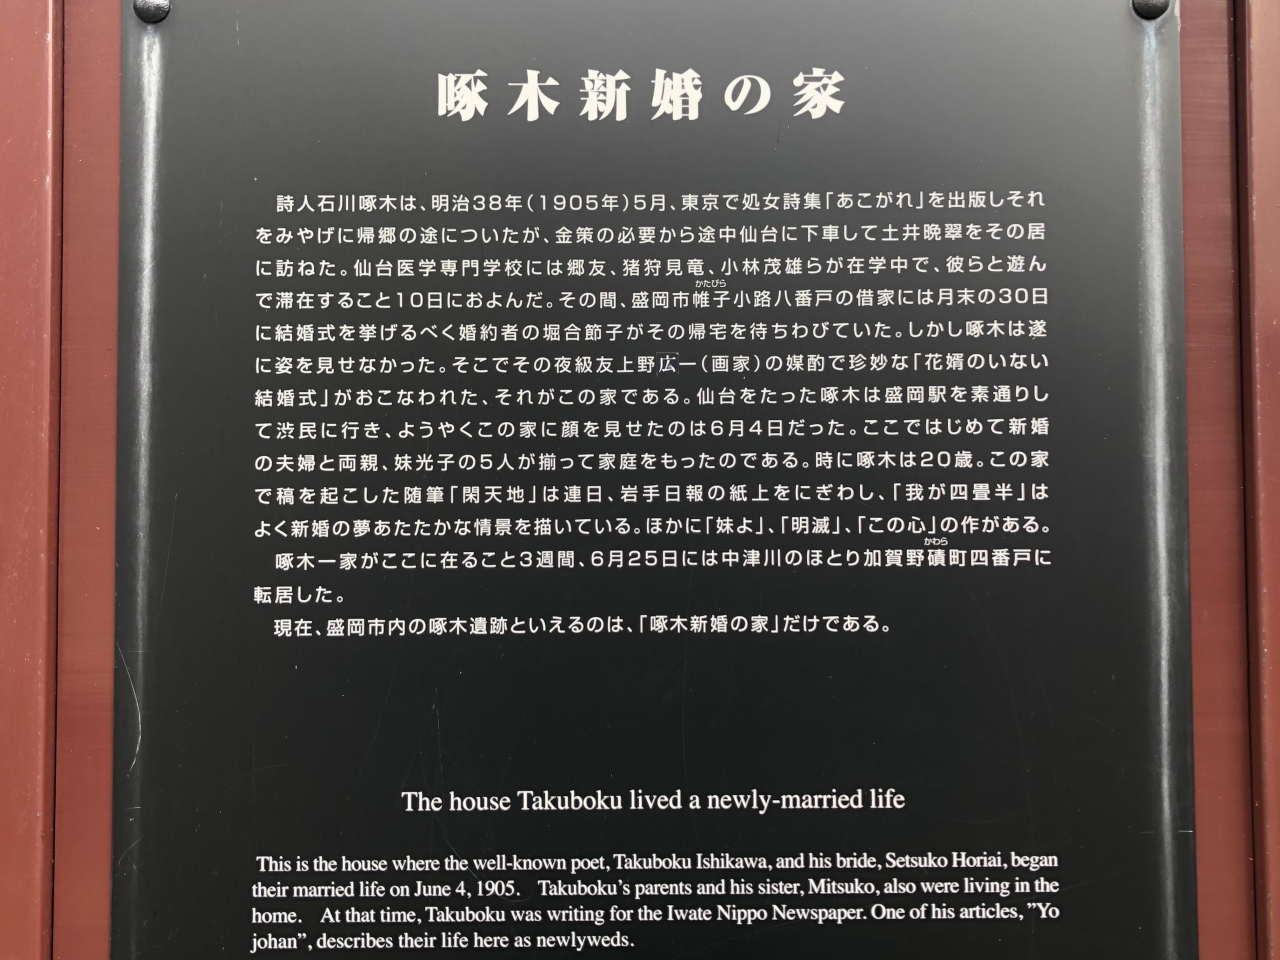 啄木新婚の家
詩人石川啄木は、明治38年(1905年)5月、東京で処女詩集「あこがれ」を出版しそれ
をみやげに帰郷の途についたが、金策の必要から途中仙台に下車して土井晩翠をその居
に訪ねた。仙台医学専門学校には郷友、猪狩見竜、小林茂雄らが在学中で、彼らと遊ん
かたびら
で滞在すること10日におよんだ。その間、盛岡市帷子小路八番戸の借家には月末の30日
に結婚式を挙げるべく婚約者の堀合節子がその帰宅を待ちわびていた。しかし啄木は遂
に姿を見せなかった。そこでその夜級友上野広一(画家)の媒酌で珍妙な「花婿のいない
結婚式」がおこなわれた、それがこの家である。仙台をたった啄木は盛岡駅を素通りし
て渋民に行き、ようやくこの家に顔を見せたのは6月4日だった。ここではじめて新婚
の夫婦と両親、妹光子の5人が揃って家庭をもったのである。時に啄木は20歳。この家
で稿を起こした随筆「閑天地」は連日、岩手日報の紙上をにぎわし、「我が四畳半」は
よく新婚の夢あたたかな情景を描いている。ほかに「妹よ」、「明滅」、「この心」の作がある。
かわら
啄木一家がここに在ること3週間、6月25日には中津川のほとり加賀野磧町四番戸に
転居した。
現在、盛岡市内の啄木遺跡といえるのは、「啄木新婚の家」だけである。
The house Takuboku lived a newly-married life
This is the house where the well-known poet, Takuboku Ishikawa, and his bride, Setsuko Horiai, began
their married life on June 4, 1905. Takuboku's parents and his sister, Mitsuko, also were living in the
home. At that time, Takuboku was writing for the Iwate Nippo Newspaper. One of his articles, "Yo
johan", describes their life here as newlyweds.